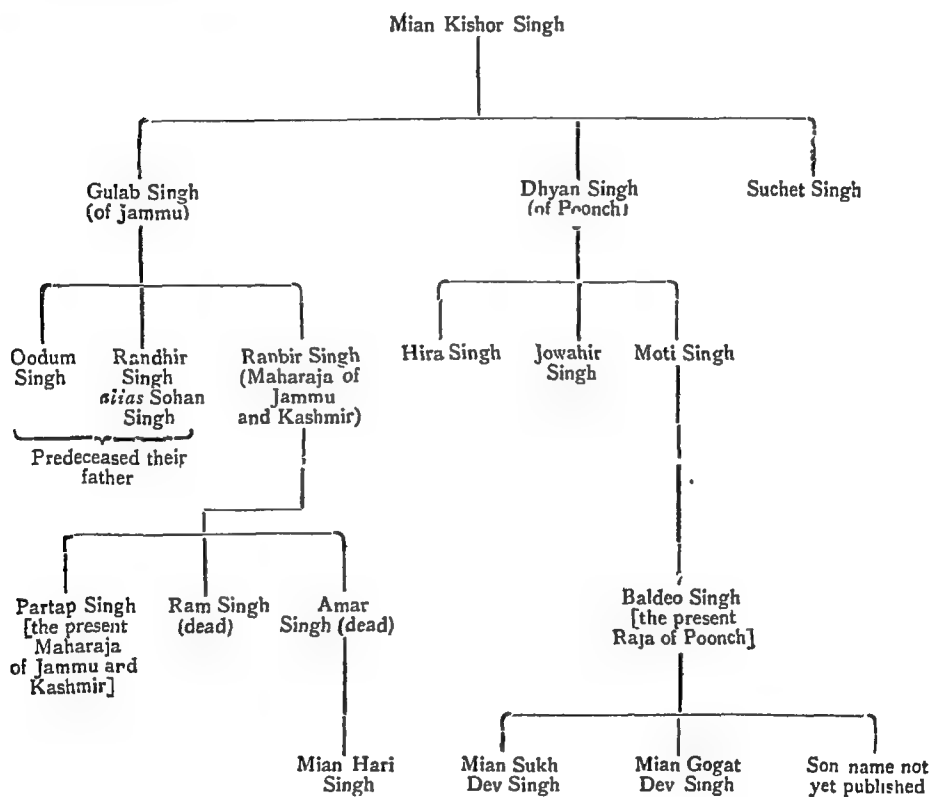 Mian Kishor Singh
Gulab Singh
(of Jammu)
Dhyan Singh
(of Poonch)
Suchet Singh
Oodum
Singh
Randhir
Singh
alias Sohan
Singh
Ranbir Singh
(Maharaja of
Jammu
and Kashmir)
Hira Singh
Jowahir
Singh
Moti Singh
Predeceased their
father
Partap Singh
[the present
Maharaja
of Jammu and
Kashmir]
Ram Singh
(dead)
Amar
Singh (dead)
Baldeo Singh
[the present
Raja of Poonch]
Mian Hari
Singh
Mian Sukh
Dev Singh
Mian Gogat
Dev Singh
Son name not
yet published